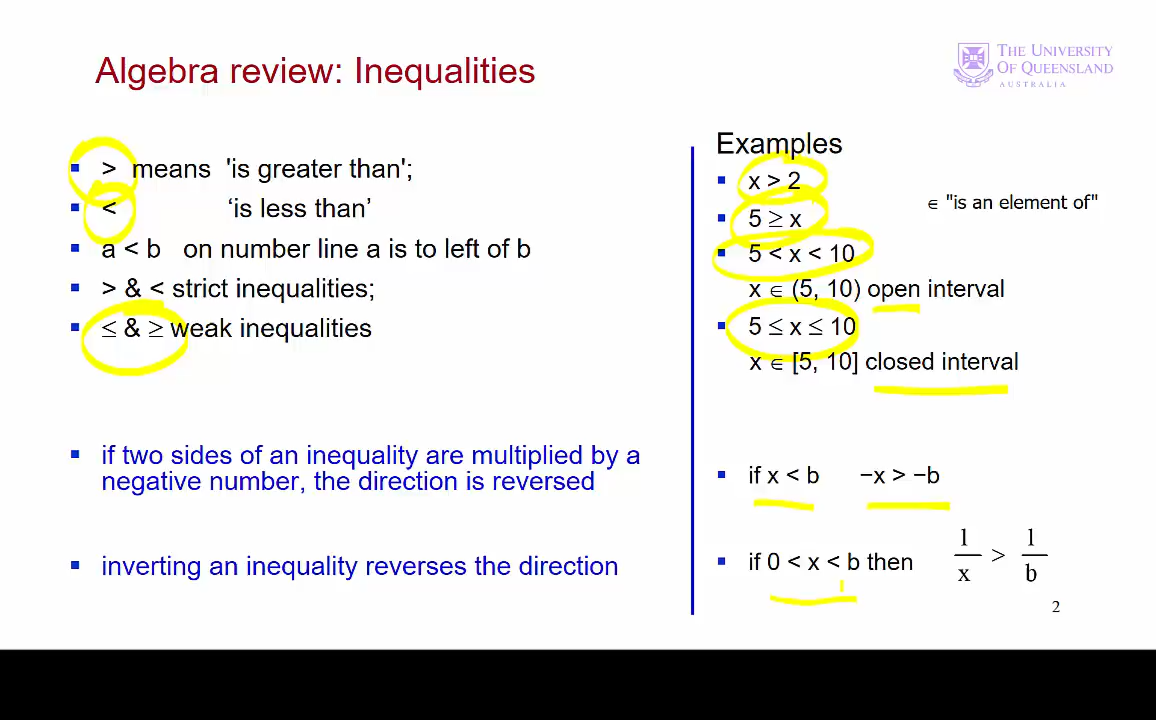 Algebra review: Inequalities
THE UNIVERSITY
OF QUEENSLAND
AUSTRALIA
> means 'is greater than';
< ‘is less than’
a < b on number line a is to left of b
> & < strict inequalities;
≤ & ≥ weak inequalities
if two sides of an inequality are multiplied by a
negative number, the direction is reversed
inverting an inequality reverses the direction
Examples
x > 2
∈ "is an element of"
5 ≥ x
5 < x < 10
x ∈ (5, 10) open interval
5 ≤ x ≤ 10
x ∈ [5, 10] closed interval
if x < b −x > −b
if 0 < x < b then 1/x > 1/b
2